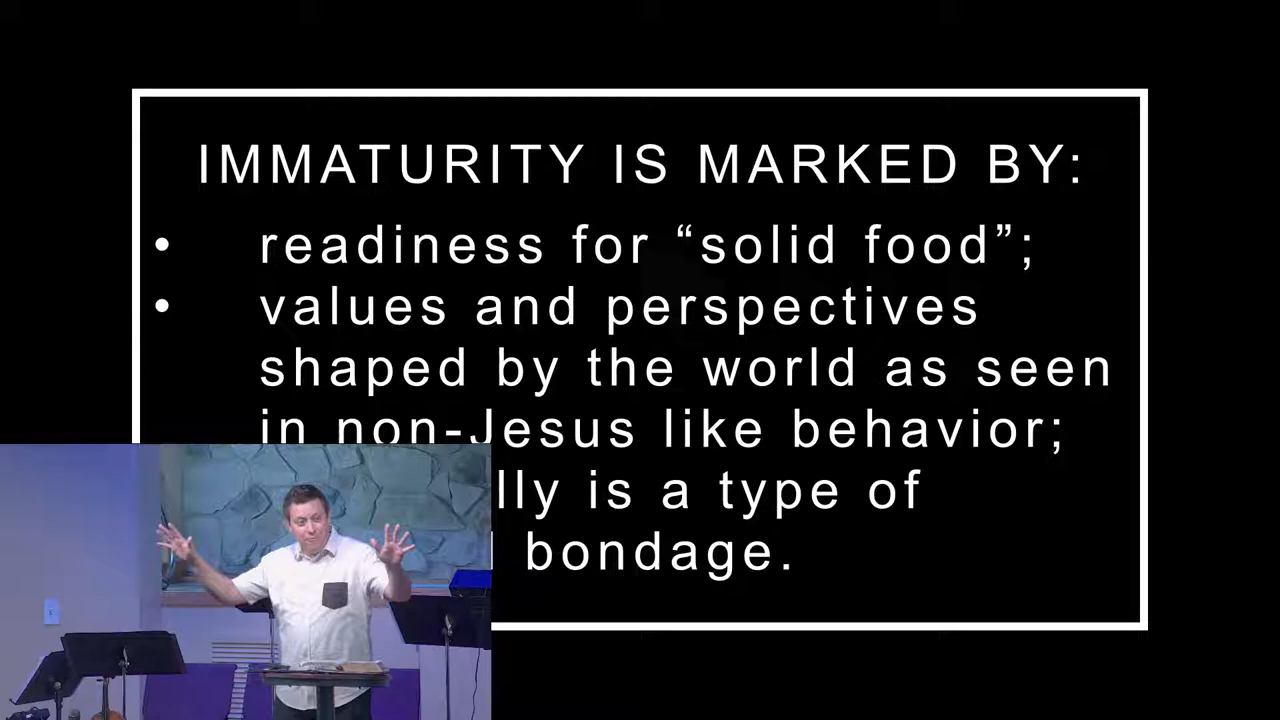 IMMATURITY IS MARKED BY:
• readiness for “solid food”;
• values and perspectives
shaped by the world as seen
in non-Jesus like behavior;
is a type of
bondage.